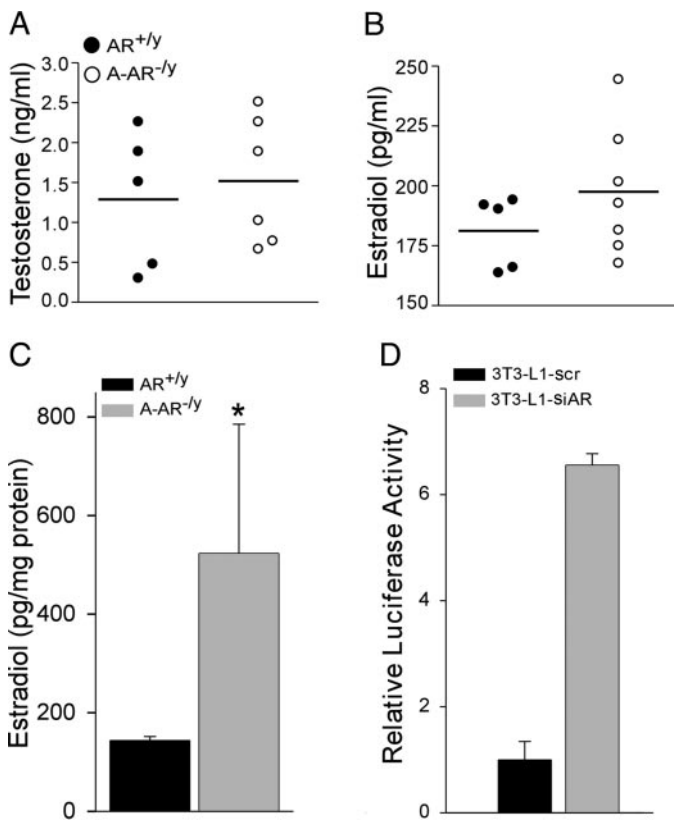 A
● AR+/y
○ A-AR-/y
Testosterone (ng/ml)
3.0
2.5
2.0
1.5
1.0
0.5
0.0
B
Estradiol (pg/ml)
250
225
200
175
150
C
AR+/y
A-AR-/y
Estradiol (pg/mg protein)
800
600
400
200
0
*
D
3T3-L1-scr
3T3-L1-siAR
Relative Luciferase Activity
8
6
4
2
0